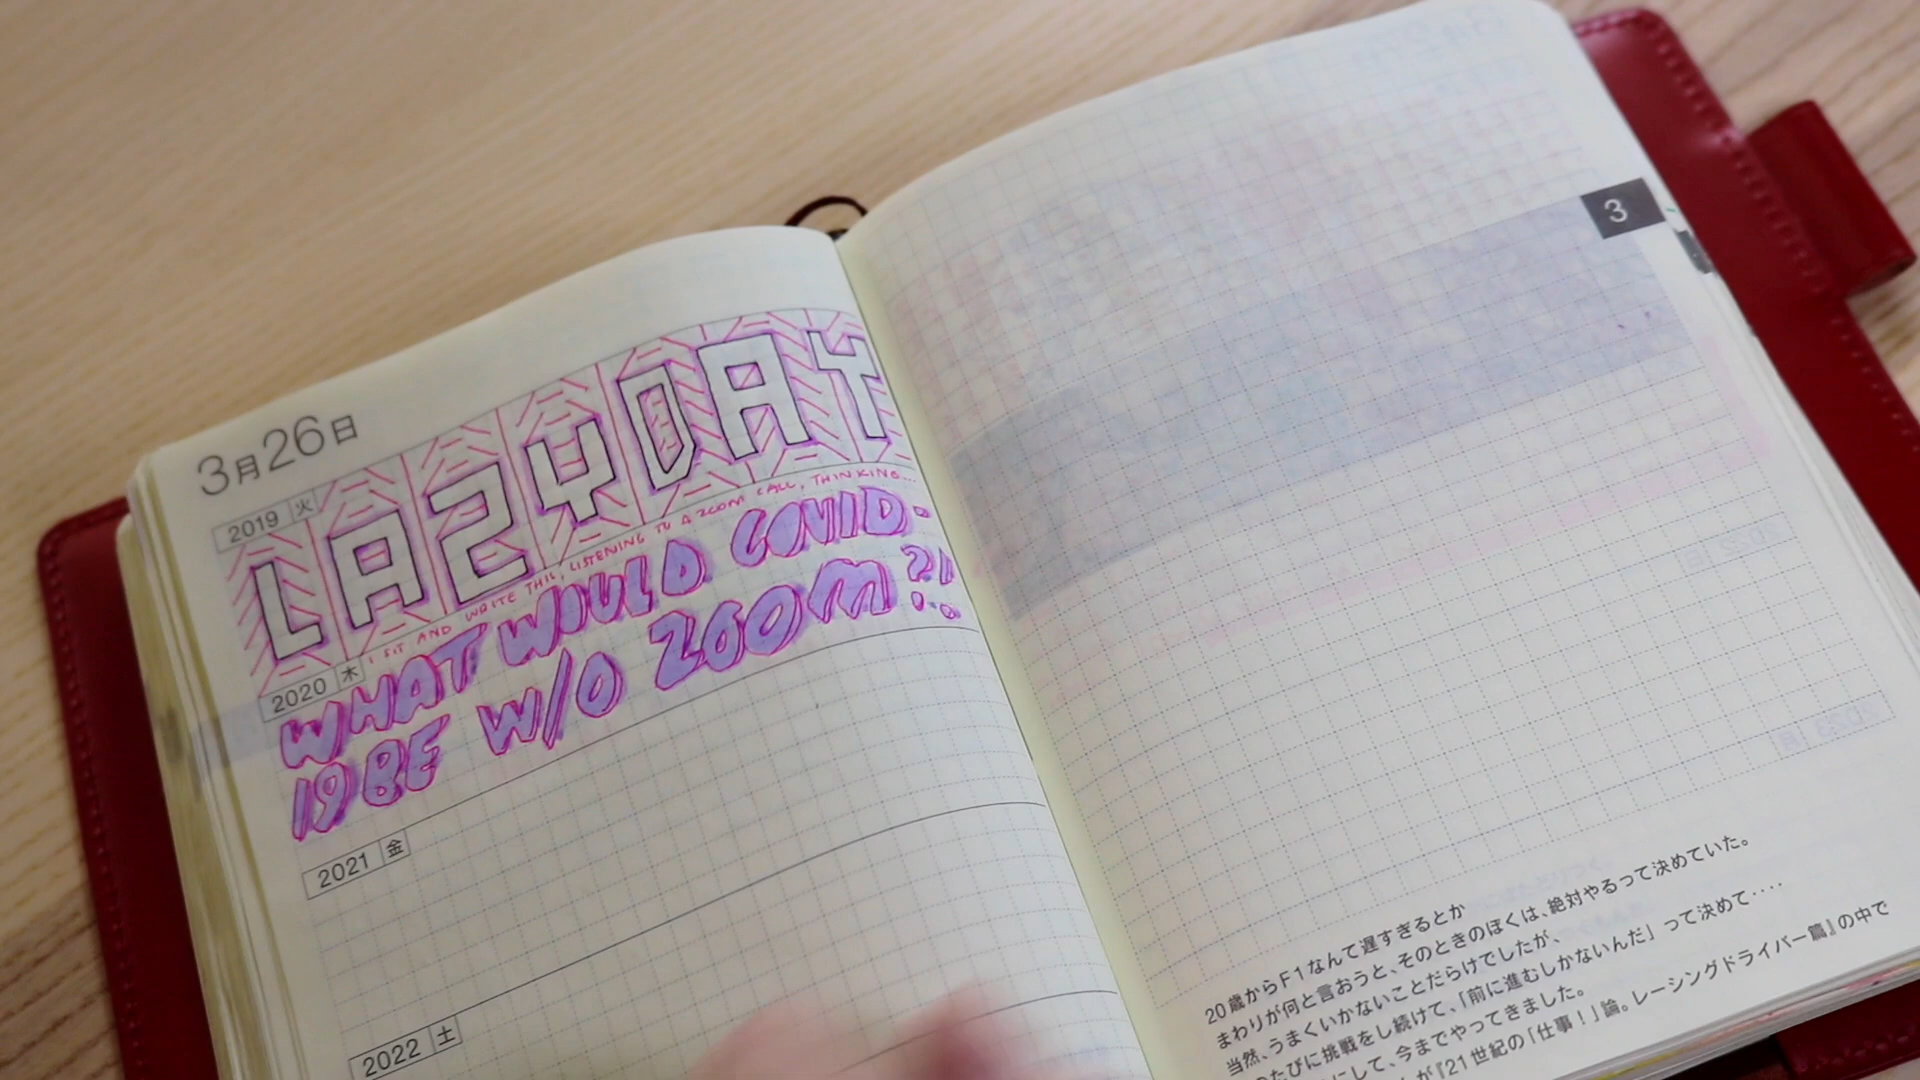 3月26日
2019 火
LAZY DAY
I SIT AND WRITE THIS, LISTENING TO A ZOOM CALL, THINKING...
2020 木
WHAT WOULD COVID-
19 BE W/O ZOOM?!
2021 金
2022 土
3
20歳からF1なんて遅すぎるとか
まわりが何と言おうと、そのときのぼくは、絶対やるって決めていた。
当然、うまくいかないことだらけでしたが、
たびに挑戦をし続けて、「前に進むしかないんだ」って決めて‥‥
にして、今までやってきました。
が『21世紀の「仕事！」論。レーシングドライバー篇』の中で